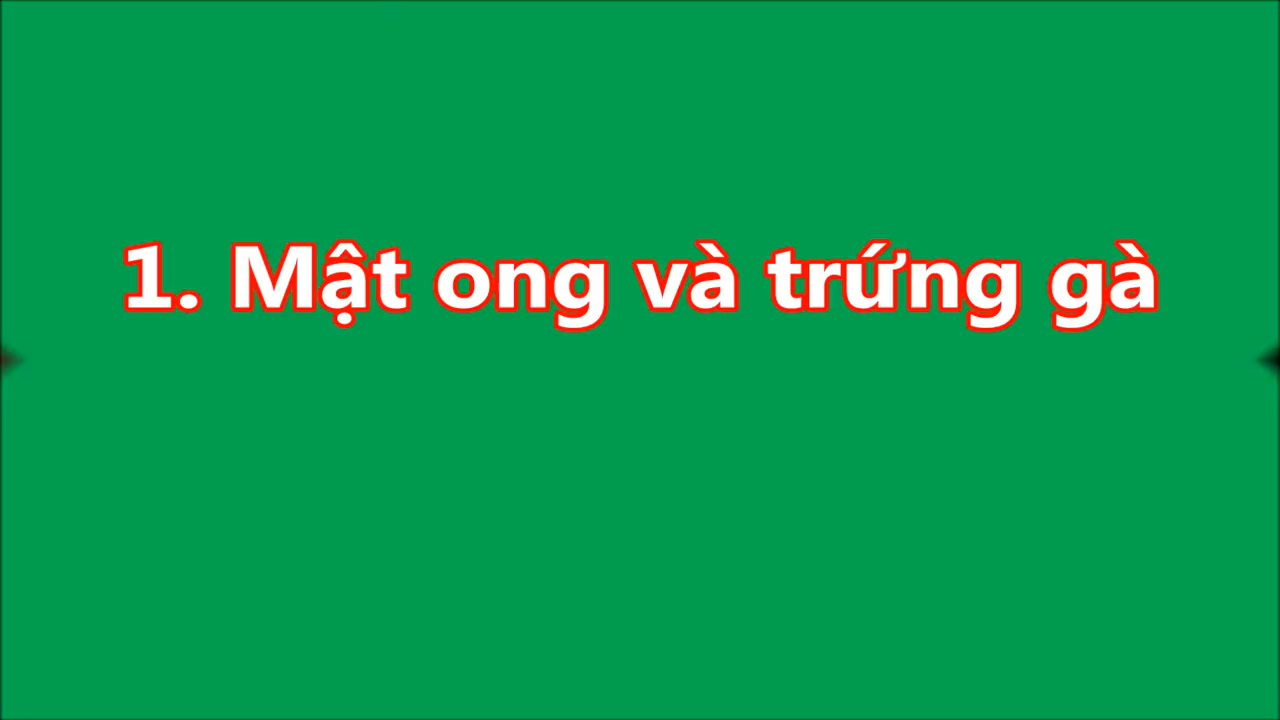 1. Mật ong và trứng gà